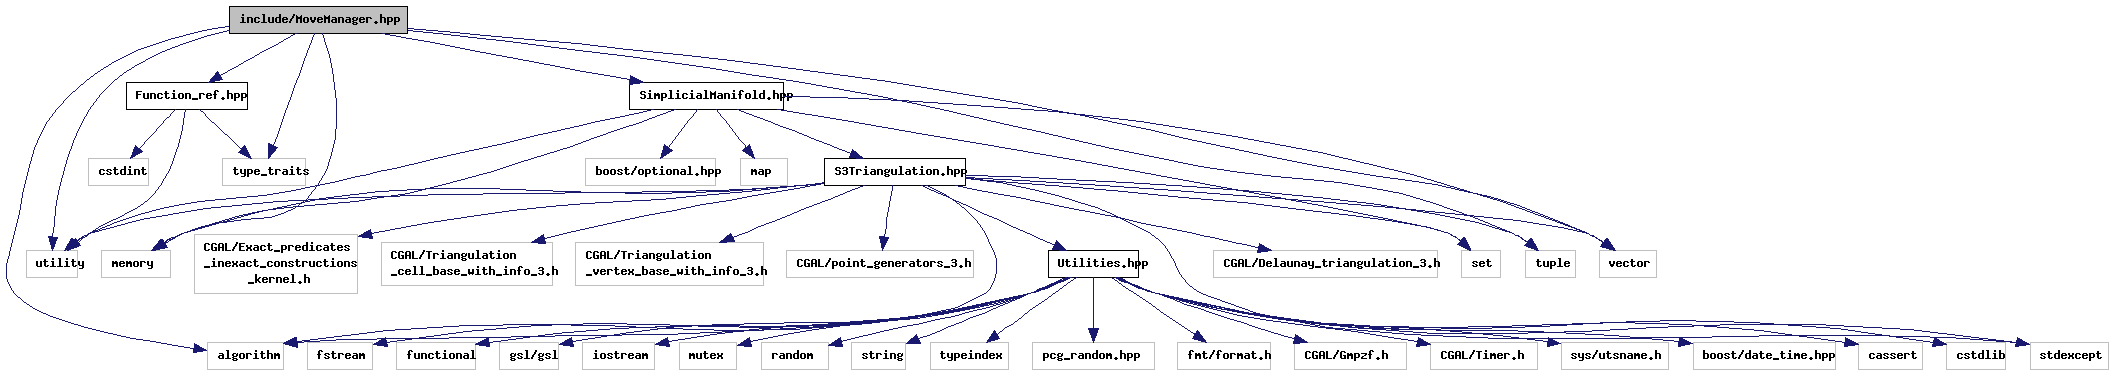 include/MoveManager.hpp
Function_ref.hpp
SimplicialManifold.hpp
cstdint
type_traits
boost/optional.hpp
map
S3Triangulation.hpp
utility
memory
CGAL/Exact_predicates
_inexact_constructions
_kernel.h
CGAL/Triangulation
_cell_base_with_info_3.h
CGAL/Triangulation
_vertex_base_with_info_3.h
CGAL/point_generators_3.h
Utilities.hpp
CGAL/Delaunay_triangulation_3.h
set
tuple
vector
algorithm
fstream
functional
gsl/gsl
iostream
mutex
random
string
typeindex
pcg_random.hpp
fmt/format.h
CGAL/Gmpzf.h
CGAL/Timer.h
sys/utsname.h
boost/date_time.hpp
cassert
cstdlib
stdexcept